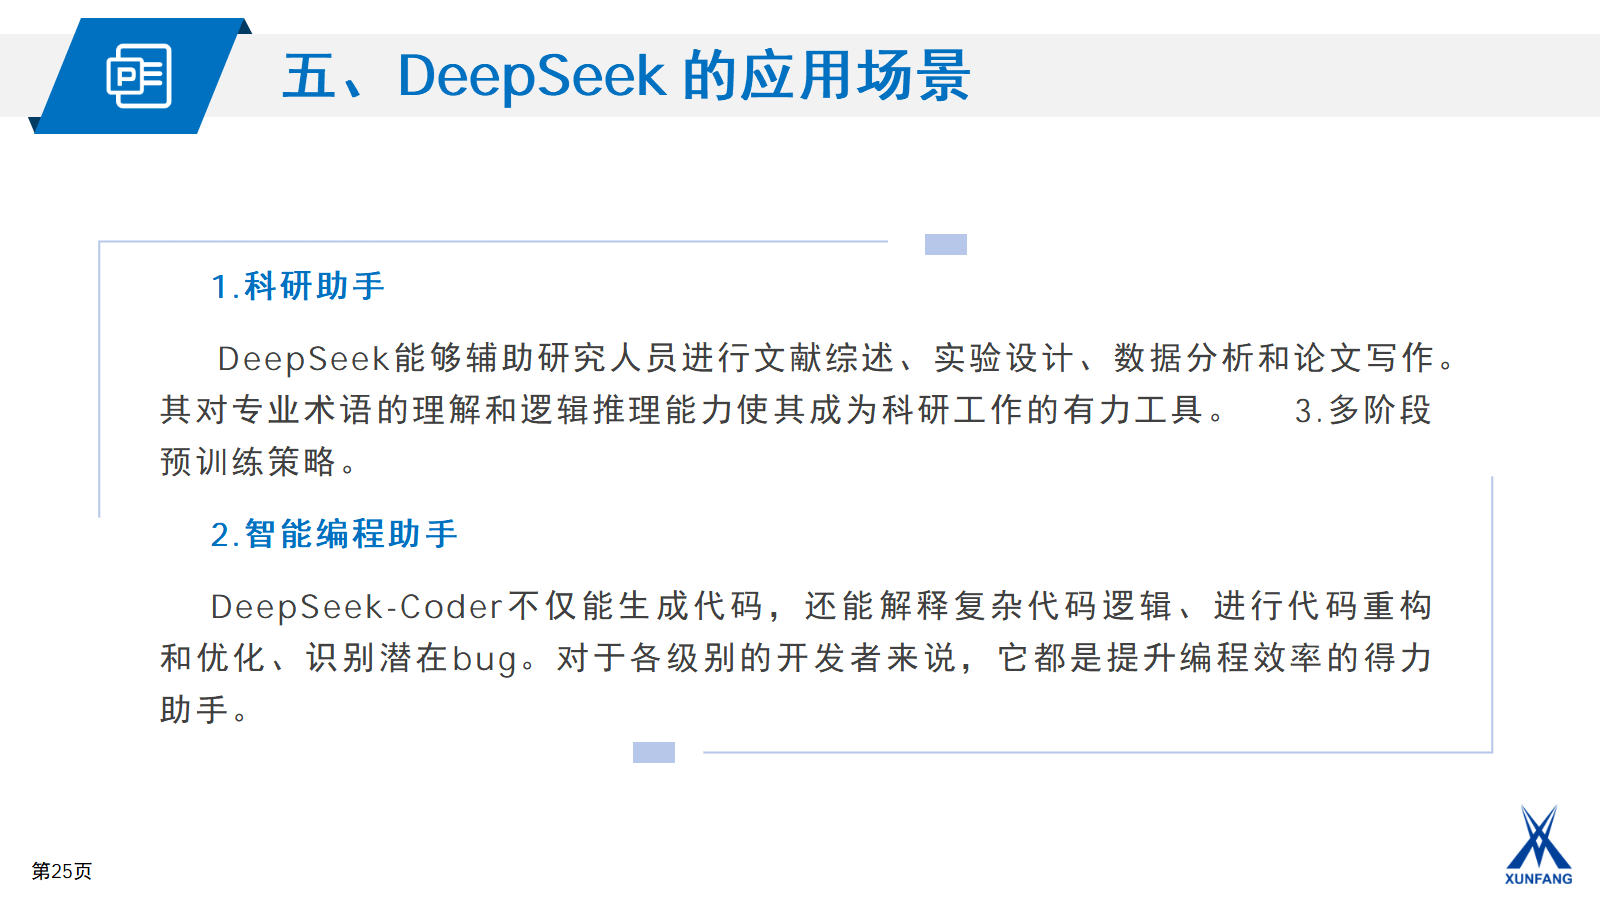 五、DeepSeek 的应用场景
1.科研助手
DeepSeek能够辅助研究人员进行文献综述、实验设计、数据分析和论文写作。
其对专业术语的理解和逻辑推理能力使其成为科研工作的有力工具。 3.多阶段
预训练策略。
2.智能编程助手
DeepSeek-Coder不仅能生成代码，还能解释复杂代码逻辑、进行代码重构
和优化、识别潜在bug。对于各级别的开发者来说，它都是提升编程效率的得力
助手。
第25页
XUNFANG